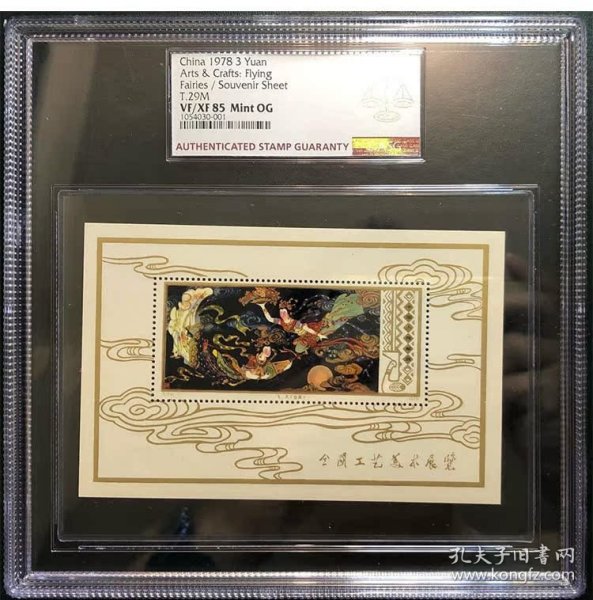 China 1978 3 Yuan
Arts & Crafts: Flying
Fairies / Souvenir Sheet
T.29M
VF/XF 85 Mint OG
1054030-001
AUTHENTICATED STAMP GUARANTY
全国工艺美术展览
孔夫子旧书网
www.kongfz.com